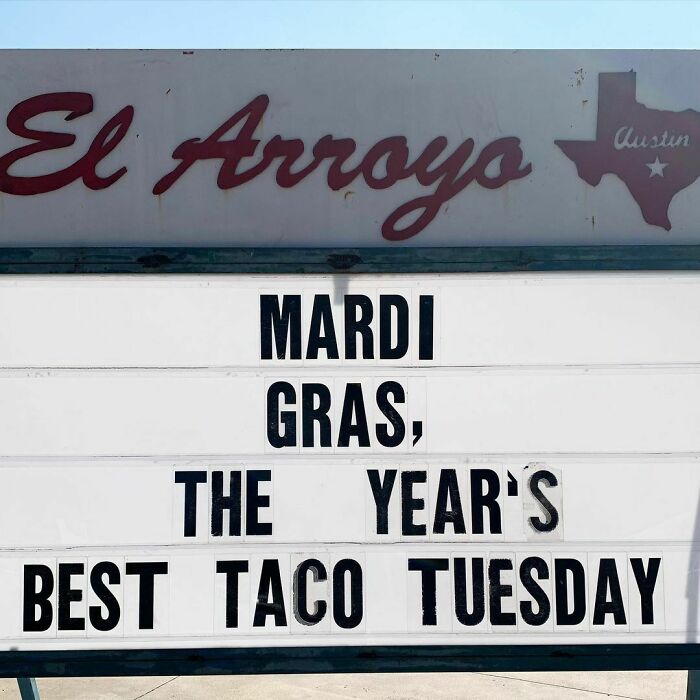 El Arroyo
Austin
MARDI
GRAS,
THE YEAR'S
BEST TACO TUESDAY